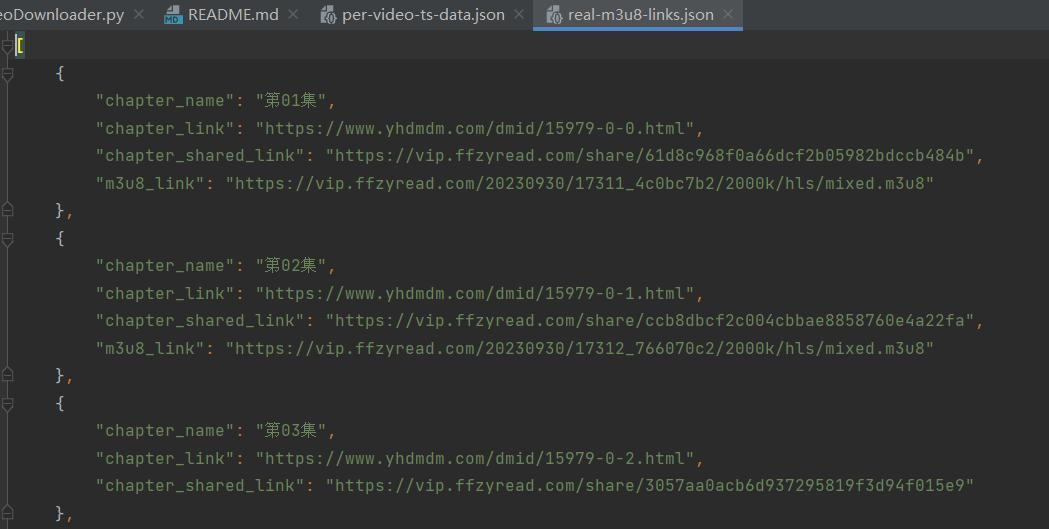 eoDownloader.py README.md per-video-ts-data.json real-m3u8-links.json
[
{
"chapter_name": "第01集",
"chapter_link": "https://www.yhdmdm.com/dmid/15979-0-0.html",
"chapter_shared_link": "https://vip.ffzyread.com/share/61d8c968f0a66dcf2b05982bdccb484b",
"m3u8_link": "https://vip.ffzyread.com/20230930/17311_4c0bc7b2/2000k/hls/mixed.m3u8"
},
{
"chapter_name": "第02集",
"chapter_link": "https://www.yhdmdm.com/dmid/15979-0-1.html",
"chapter_shared_link": "https://vip.ffzyread.com/share/ccb8dbcf2c004cbbae8858760e4a22fa",
"m3u8_link": "https://vip.ffzyread.com/20230930/17312_766070c2/2000k/hls/mixed.m3u8"
},
{
"chapter_name": "第03集",
"chapter_link": "https://www.yhdmdm.com/dmid/15979-0-2.html",
"chapter_shared_link": "https://vip.ffzyread.com/share/3057aa0acb6d937295819f3d94f015e9"
},